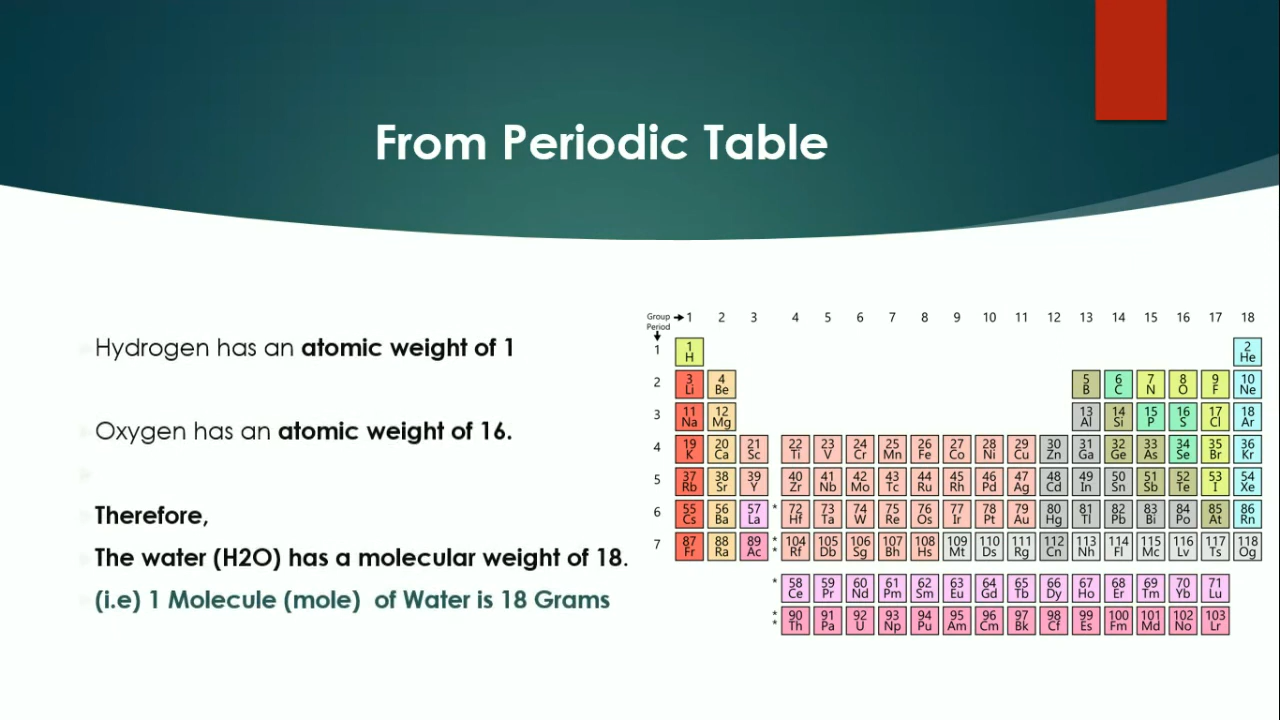 From Periodic Table
Hydrogen has an atomic weight of 1
Oxygen has an atomic weight of 16.
Therefore,
The water (H2O) has a molecular weight of 18.
(i.e) 1 Molecule (mole) of Water is 18 Grams
Group → 1 2 3 4 5 6 7 8 9 10 11 12 13 14 15 16 17 18
Period
1 1 2
H He
2 3 4 5 6 7 8 9 10
Li Be B C N O F Ne
3 11 12 13 14 15 16 17 18
Na Mg Al Si P S Cl Ar
4 19 20 21 22 23 24 25 26 27 28 29 30 31 32 33 34 35 36
K Ca Sc Ti V Cr Mn Fe Co Ni Cu Zn Ga Ge As Se Br Kr
5 37 38 39 40 41 42 43 44 45 46 47 48 49 50 51 52 53 54
Rb Sr Y Zr Nb Mo Tc Ru Rh Pd Ag Cd In Sn Sb Te I Xe
6 55 56 57 * 72 73 74 75 76 77 78 79 80 81 82 83 84 85 86
Cs Ba La Hf Ta W Re Os Ir Pt Au Hg Tl Pb Bi Po At Rn
7 87 88 89 * 104 105 106 107 108 109 110 111 112 113 114 115 116 117 118
Fr Ra Ac * Rf Db Sg Bh Hs Mt Ds Rg Cn Nh Fl Mc Lv Ts Og
* 58 59 60 61 62 63 64 65 66 67 68 69 70 71
Ce Pr Nd Pm Sm Eu Gd Tb Dy Ho Er Tm Yb Lu
* 90 91 92 93 94 95 96 97 98 99 100 101 102 103
* Th Pa U Np Pu Am Cm Bk Cf Es Fm Md No Lr